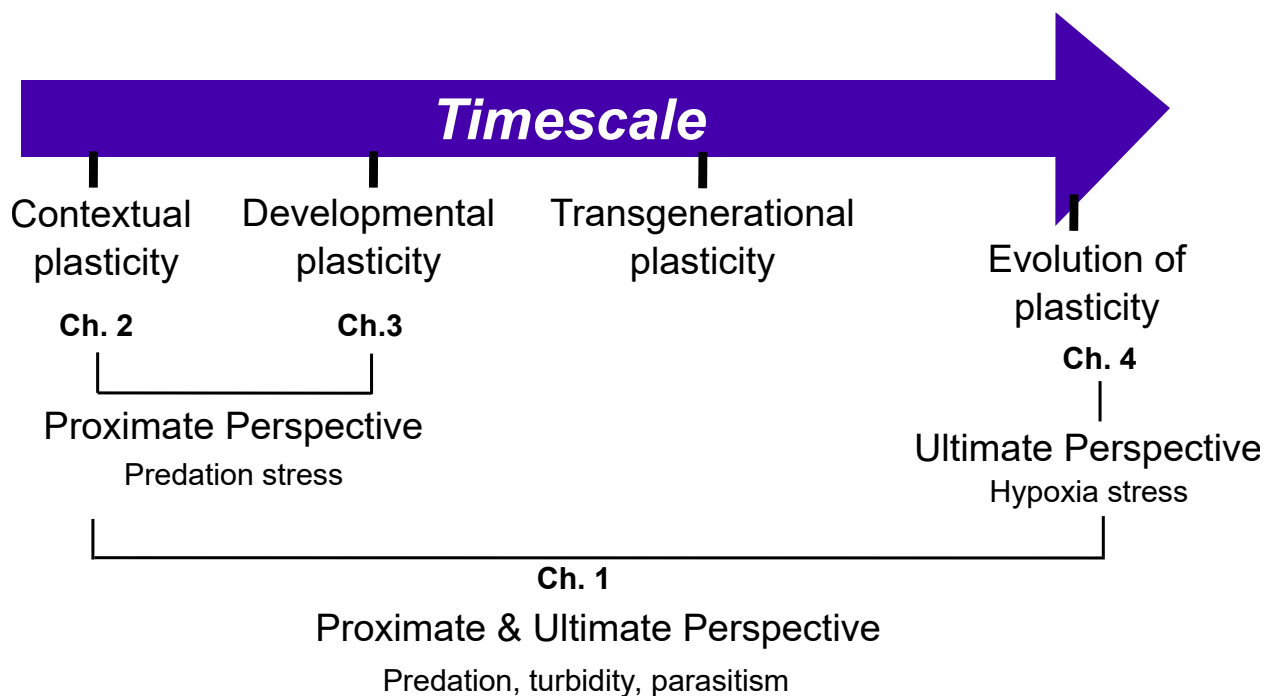 Timescale
Contextual
plasticity
Developmental
plasticity
Transgenerational
plasticity
Evolution of
plasticity
Ch. 2
Ch.3
Ch. 4
Proximate Perspective
Predation stress
Ultimate Perspective
Hypoxia stress
Ch. 1
Proximate & Ultimate Perspective
Predation, turbidity, parasitism